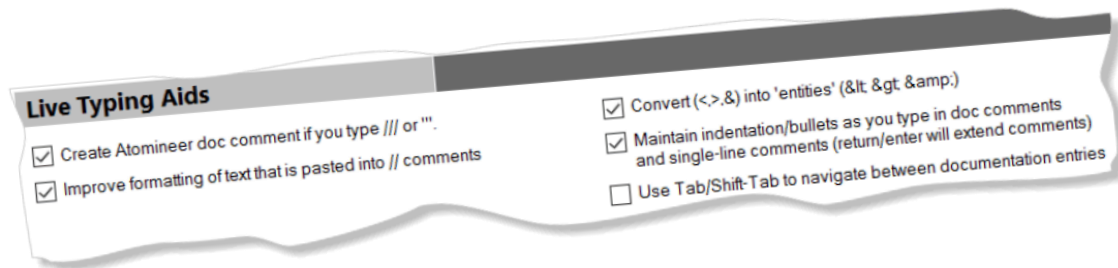 Live Typing Aids
Create Atomineer doc comment if you type /// or '''.
Improve formatting of text that is pasted into // comments
Convert (<,>,&) into 'entities' (&lt; &gt; &amp;)
Maintain indentation/bullets as you type in doc comments
and single-line comments (return/enter will extend comments)
Use Tab/Shift-Tab to navigate between documentation entries